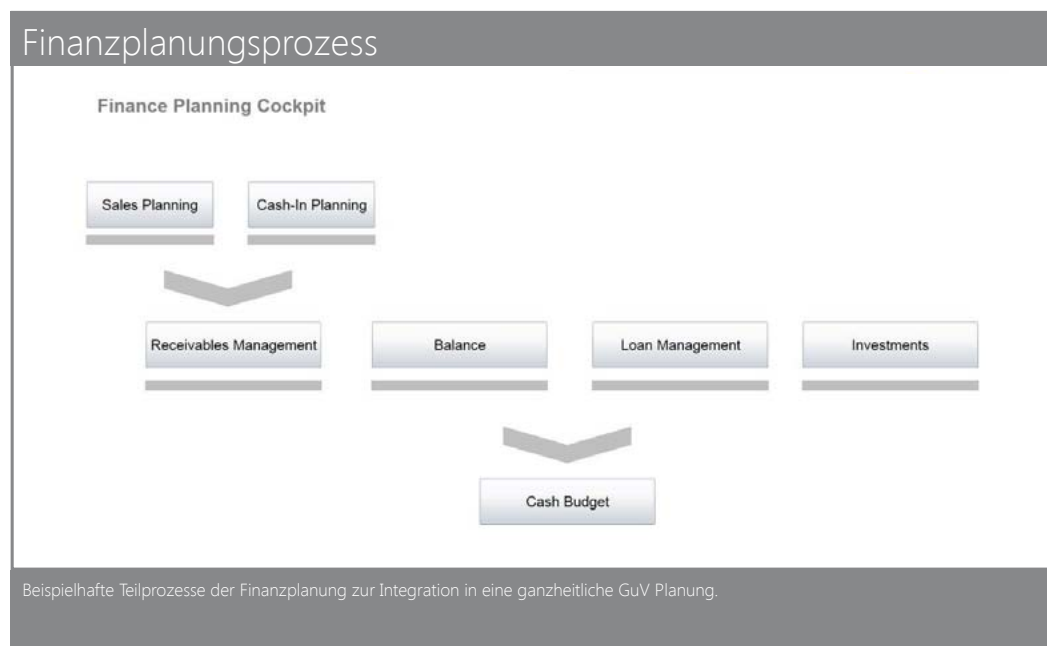 Finanzplanungsprozess
Finance Planning Cockpit
Sales Planning
Cash-In Planning
Receivables Management
Balance
Loan Management
Investments
Cash Budget
Beispielhafte Teilprozesse der Finanzplanung zur Integration in eine ganzheitliche GuV Planung.